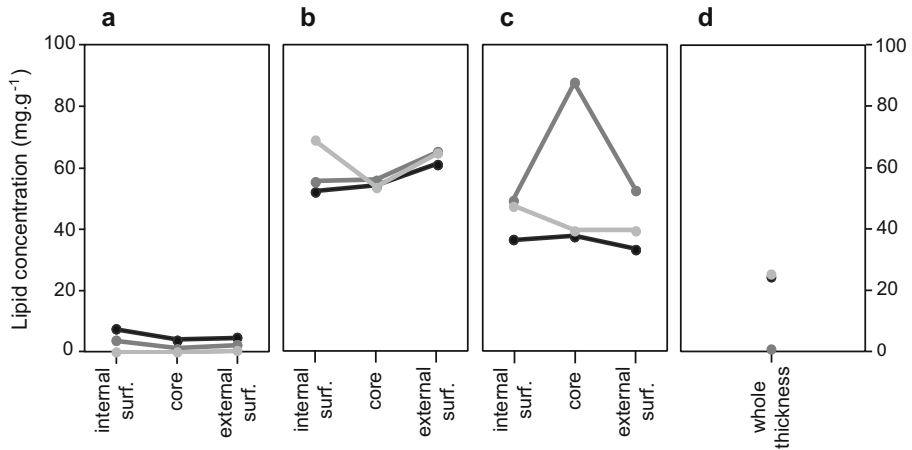 a b c d
Lipid concentration (mg.g⁻¹)
100
80
60
40
20
0
100
80
60
40
20
0
internal
surf.
core
external
surf.
internal
surf.
core
external
surf.
internal
surf.
core
external
surf.
whole
thickness